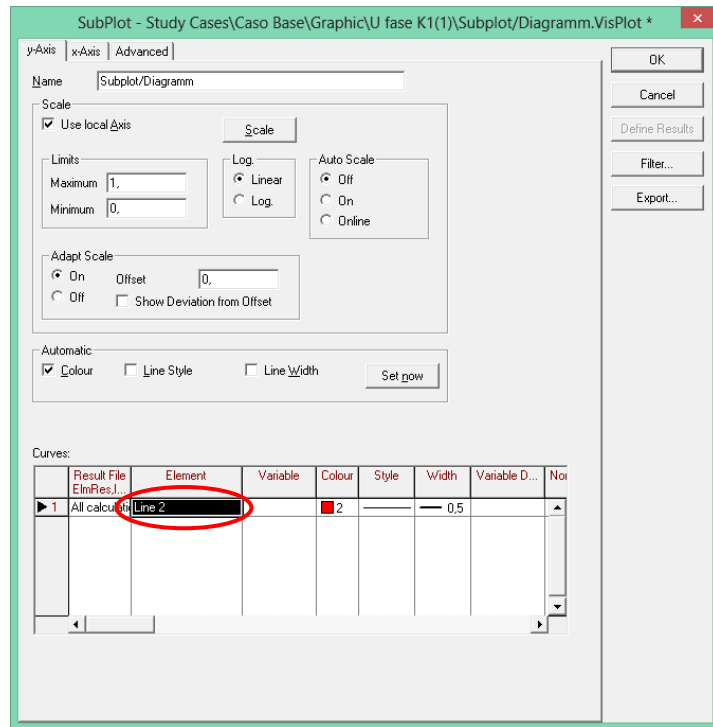 SubPlot - Study Cases\Caso Base\Graphic\U fase K1(1)\Subplot/Diagramm.VisPlot *
y-Axis x-Axis Advanced
OK
Cancel
Define Results
Filter...
Export...
Name Subplot/Diagramm
Scale
Use local Axis Scale
Limits
Maximum 1,
Minimum 0,
Log.
Linear
Log.
Auto Scale
Off
On
Online
Adapt Scale
On Offset 0,
Off Show Deviation from Offset
Automatic
Colour Line Style Line Width Set now
Curves:
Result File Element Variable Colour Style Width Variable D...
ElmRes,I...
1 All calculati Line 2 2 0,5